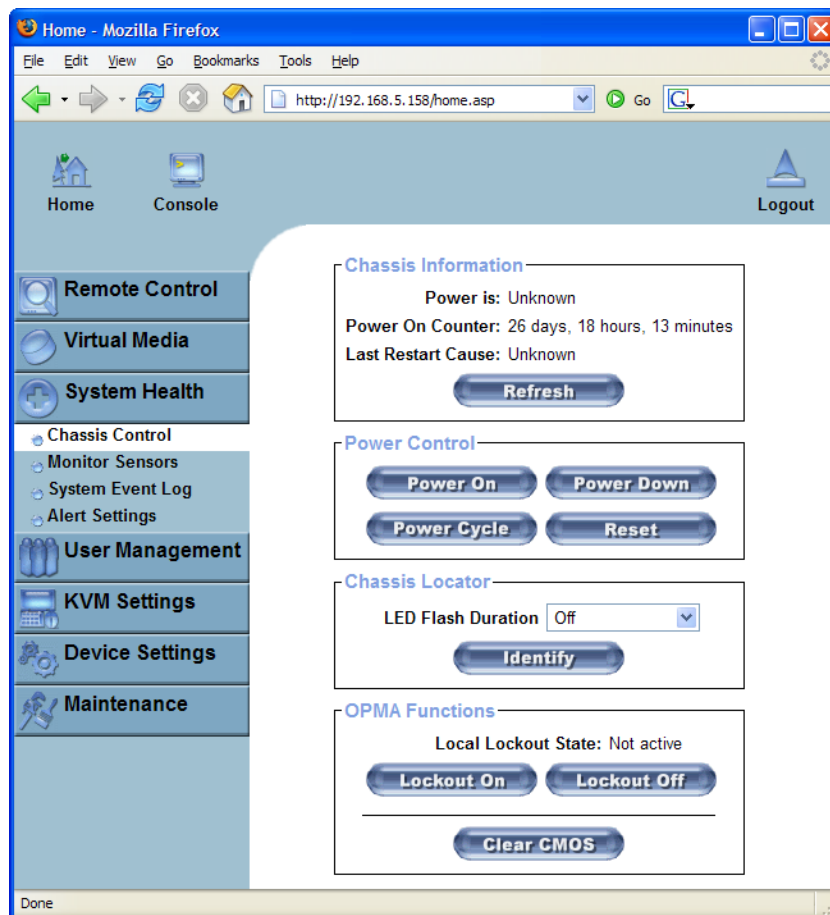 Home - Mozilla Firefox
File Edit View Go Bookmarks Tools Help
http://192.168.5.158/home.asp Go G
Home Console Logout
Remote Control
Virtual Media
System Health
Chassis Control
Monitor Sensors
System Event Log
Alert Settings
User Management
KVM Settings
Device Settings
Maintenance
Chassis Information
Power is: Unknown
Power On Counter: 26 days, 18 hours, 13 minutes
Last Restart Cause: Unknown
Refresh
Power Control
Power On Power Down
Power Cycle Reset
Chassis Locator
LED Flash Duration Off
Identify
OPMA Functions
Local Lockout State: Not active
Lockout On Lockout Off
Clear CMOS
Done